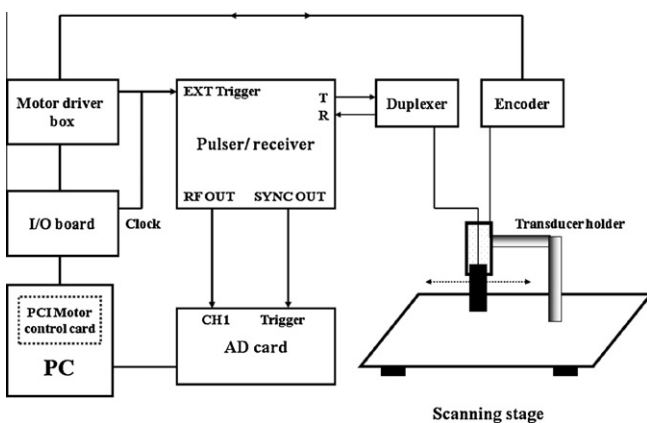 Motor driver
box
EXT Trigger
T
R
Pulser/ receiver
RF OUT
SYNC OUT
Duplexer
Encoder
I/O board
Clock
Transducer holder
PCI Motor
control card
PC
CH1
Trigger
AD card
Scanning stage